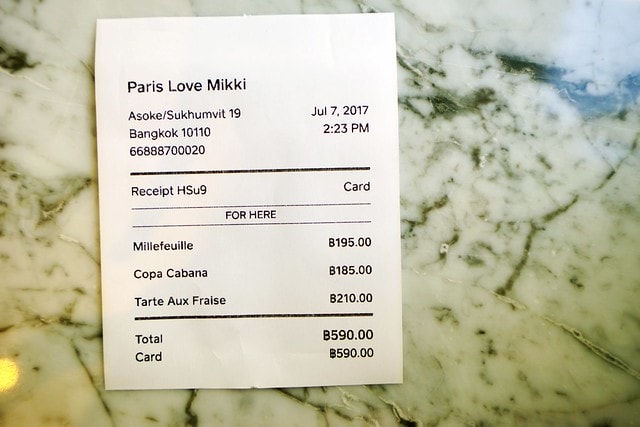 Paris Love Mikki
Asoke/Sukhumvit 19 Jul 7, 2017
Bangkok 10110 2:23 PM
66888700020
Receipt HSu9 Card
FOR HERE
Millefeuille ฿195.00
Copa Cabana ฿185.00
Tarte Aux Fraise ฿210.00
Total ฿590.00
Card ฿590.00